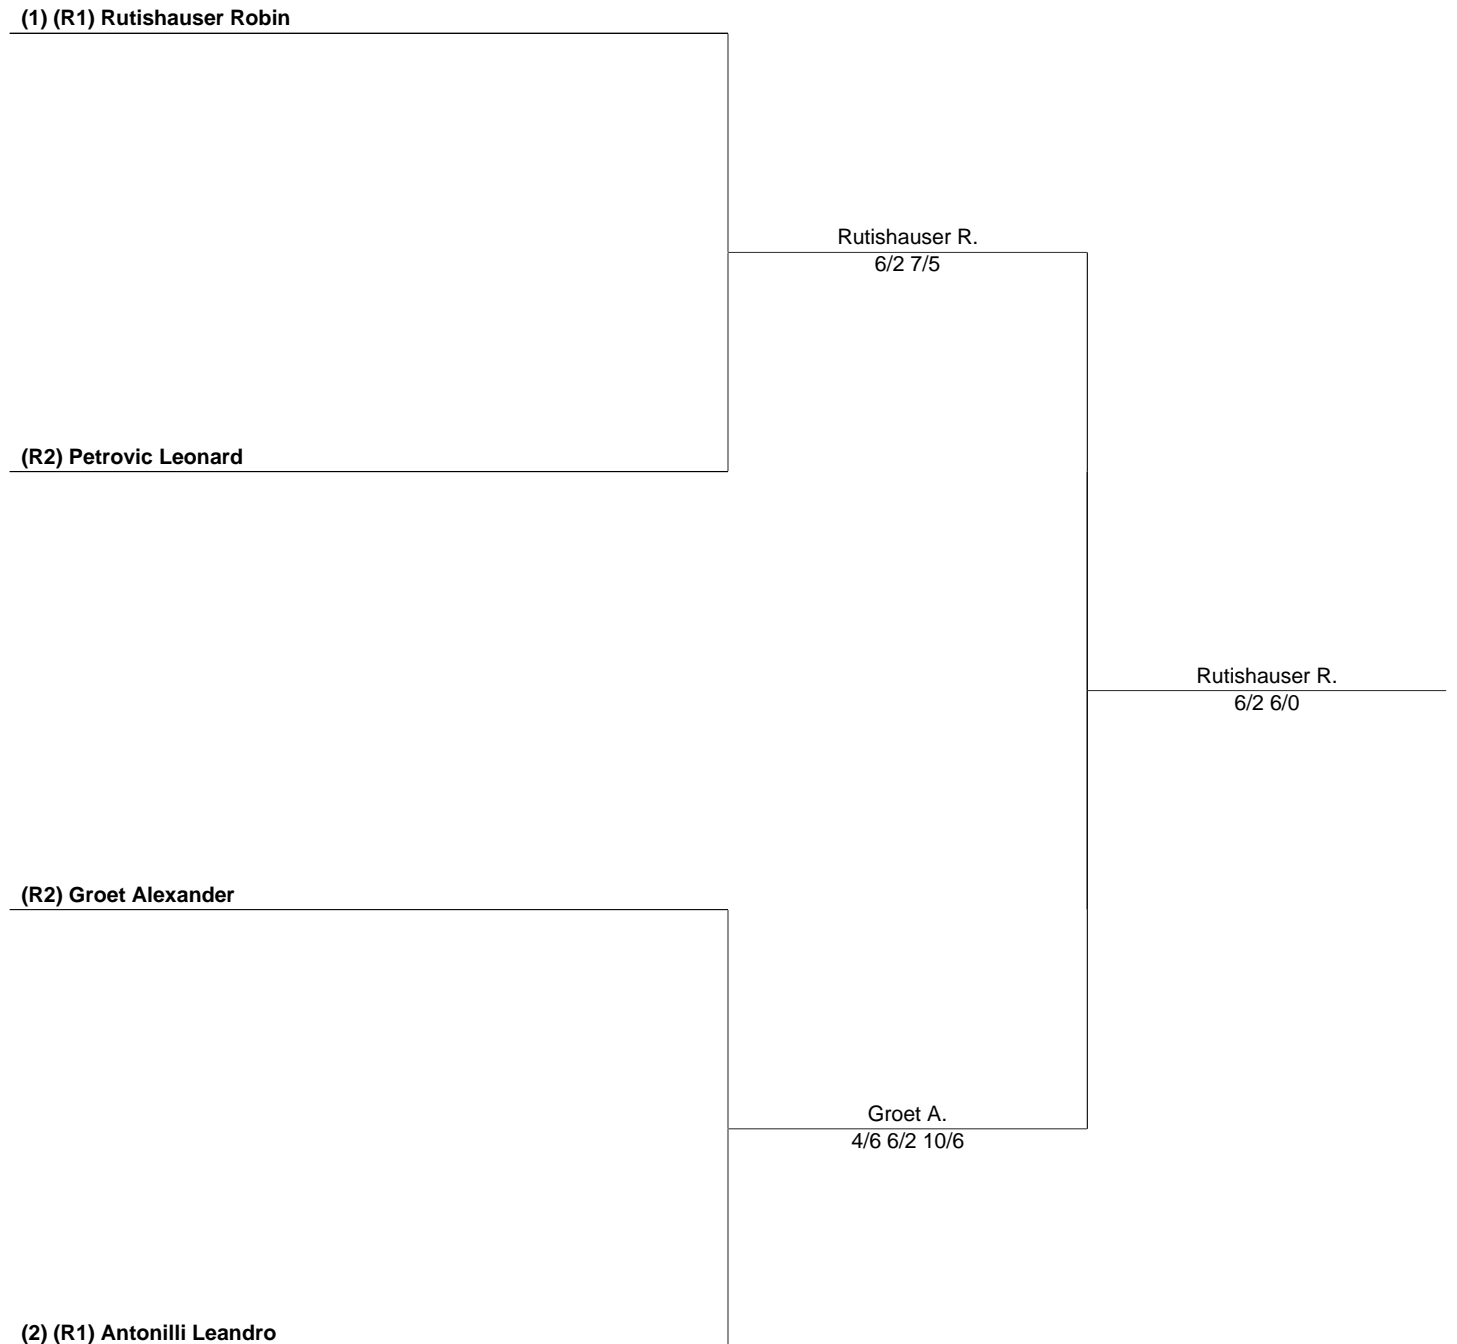 (1) (R1) Rutishauser Robin
Rutishauser R.
6/2 7/5
(R2) Petrovic Leonard
Rutishauser R.
6/2 6/0
(R2) Groet Alexander
Groet A.
4/6 6/2 10/6
(2) (R1) Antonilli Leandro